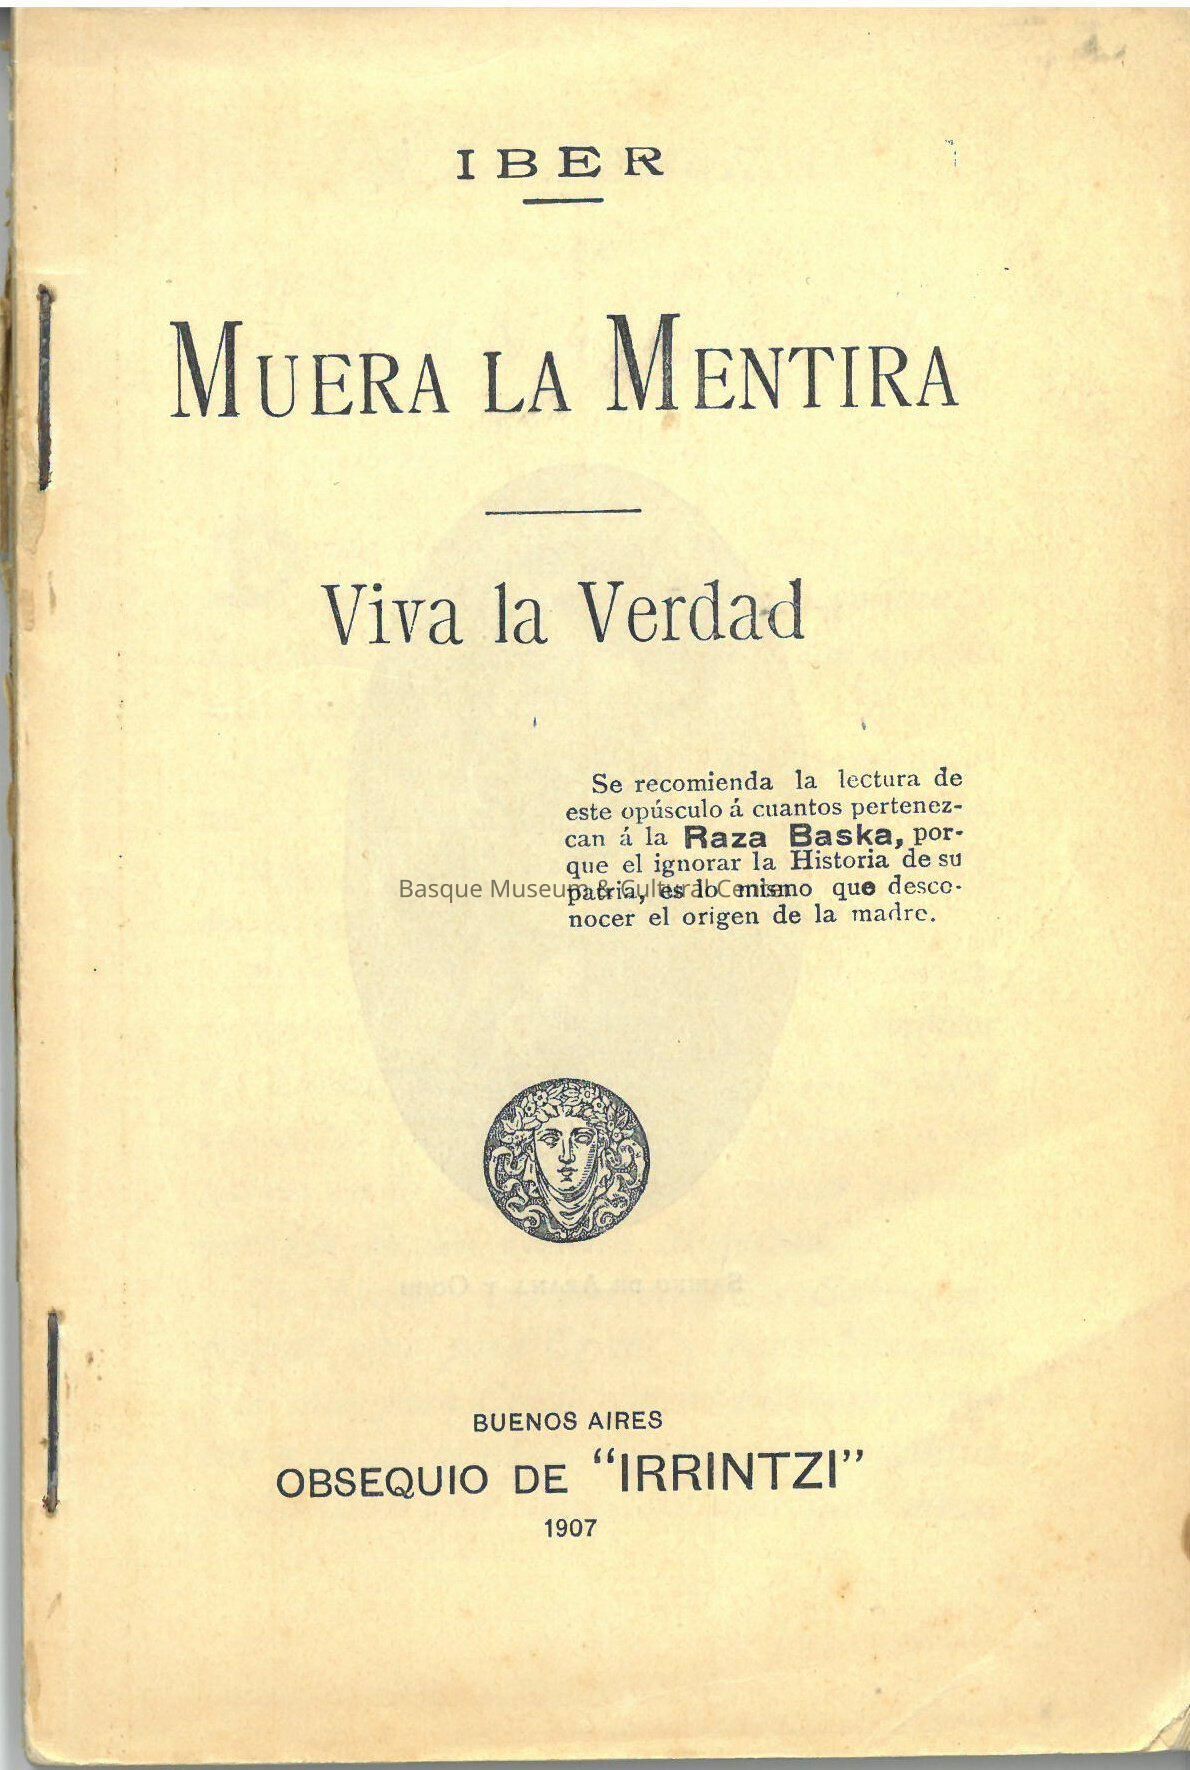 IBER
MUERA LA MENTIRA
Viva la Verdad
Se recomienda la lectura de
este opúsculo á cuantos pertenez-
can á la Raza Baska, por-
que el ignorar la Historia de su
patria, es lo mismo que desco-
nocer el origen de la madre.
Basque Museum & Cultural Center
BUENOS AIRES
OBSEQUIO DE “IRRINTZI”
1907